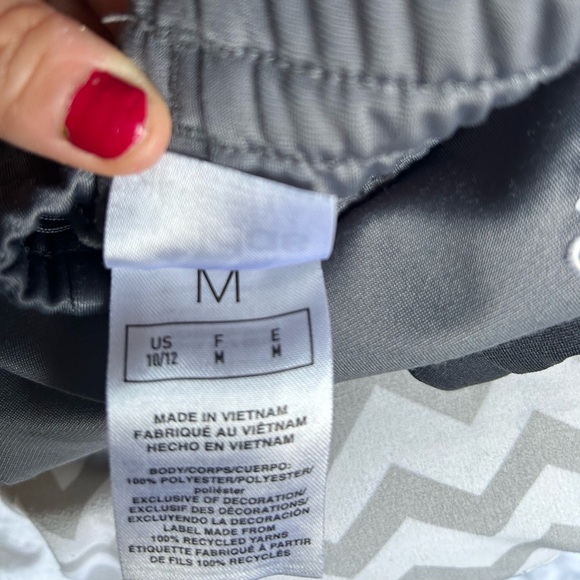 M
US F E
10/12 M M
MADE IN VIETNAM
FABRIQUÉ AU VIÊTNAM
HECHO EN VIETNAM
BODY/CORPS/CUERPO:
100% POLYESTER/POLYESTER/
poliéster
EXCLUSIVE OF DECORATION/
EXCLUSIF DES DÉCORATIONS/
EXCLUYENDO LA DECORACIÓN
LABEL MADE FROM
100% RECYCLED YARNS
ÉTIQUETTE FABRIQUÉE À PARTIR
DE FILS 100% RECYCLÉS